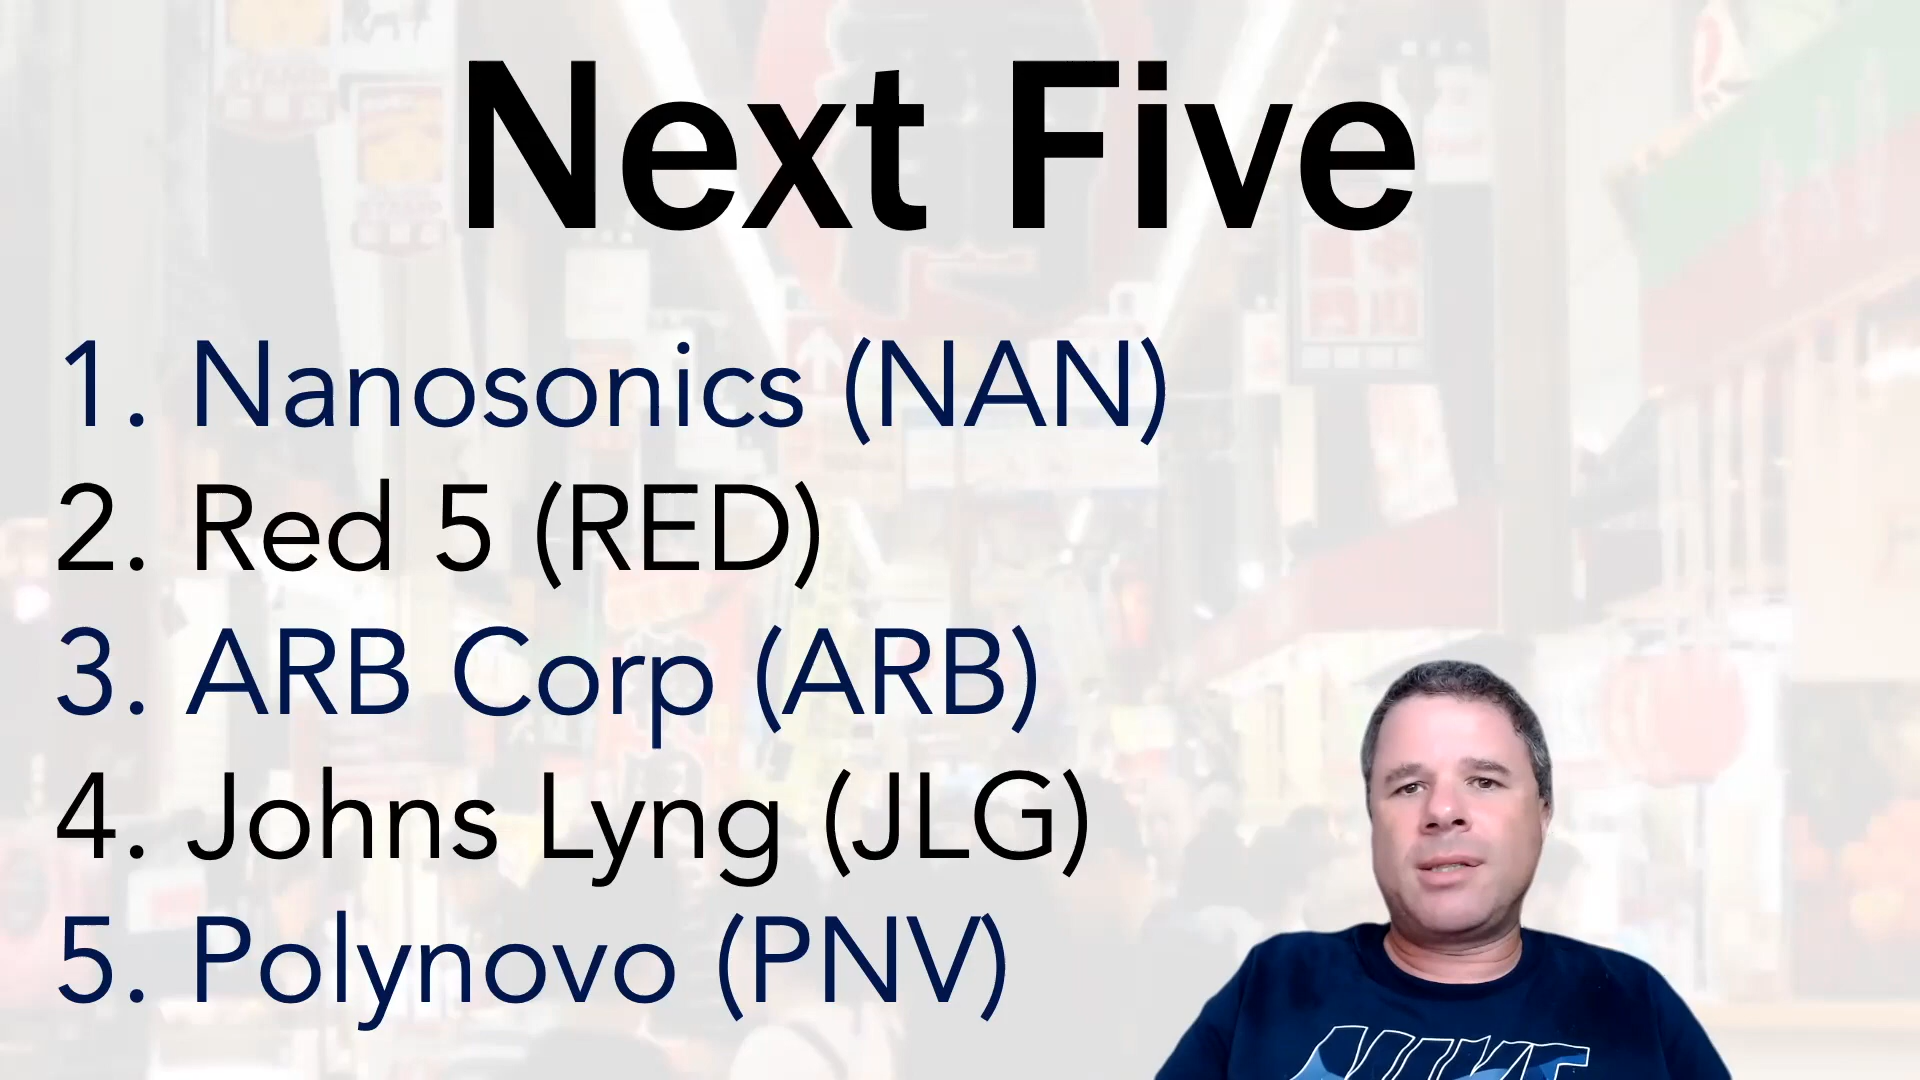 Next Five
1. Nanosonics (NAN)
2. Red 5 (RED)
3. ARB Corp (ARB)
4. Johns Lyng (JLG)
5. Polynovo (PNV)
NIKE